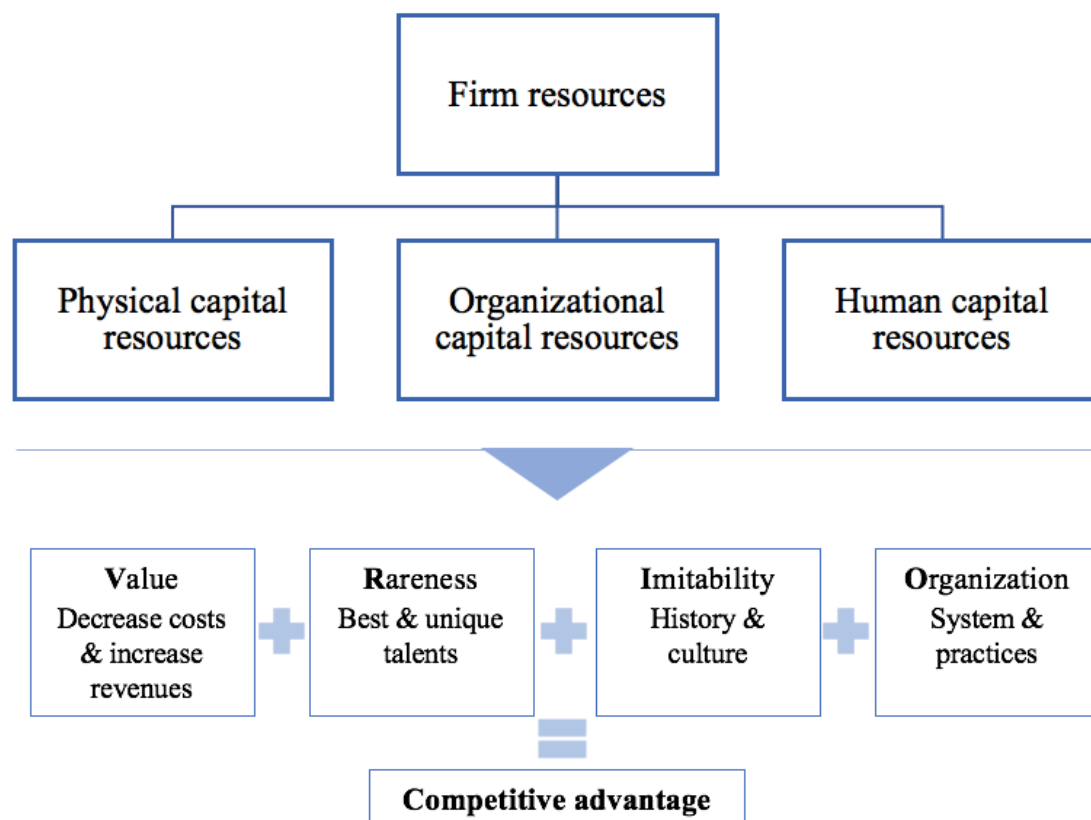 Firm resources
Physical capital
resources
Organizational
capital resources
Human capital
resources
Value
Decrease costs
& increase
revenues
Rareness
Best & unique
talents
Imitability
History &
culture
Organization
System &
practices
Competitive advantage